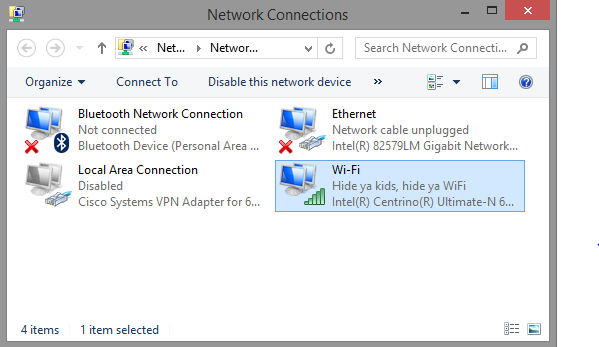 Network Connections
« Net... Networ... Search Network Connecti...
Organize Connect To Disable this network device »
Bluetooth Network Connection
Not connected
Bluetooth Device (Personal Area ...
Ethernet
Network cable unplugged
Intel(R) 82579LM Gigabit Network...
Local Area Connection
Disabled
Cisco Systems VPN Adapter for 6...
Wi-Fi
Hide ya kids, hide ya WiFi
Intel(R) Centrino(R) Ultimate-N 6...
4 items 1 item selected